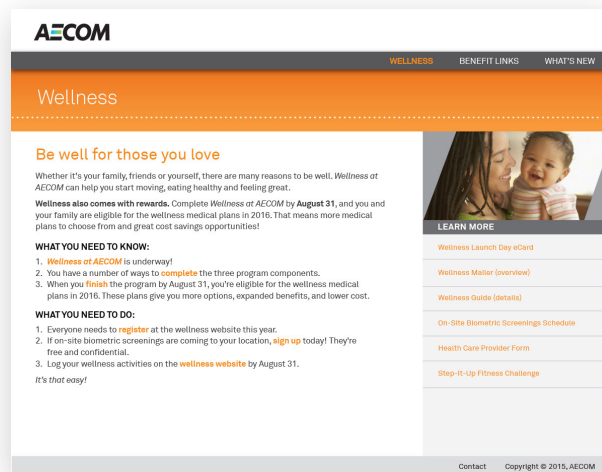 AECOM
WELLNESS BENEFIT LINKS WHAT'S NEW
Wellness
Be well for those you love
Whether it's your family, friends or yourself, there are many reasons to be well. Wellness at
AECOM can help you start moving, eating healthy and feeling great.
Wellness also comes with rewards. Complete Wellness at AECOM by August 31, and you and
your family are eligible for the wellness medical plans in 2016. That means more medical
plans to choose from and great cost savings opportunities!
WHAT YOU NEED TO KNOW:
1. Wellness at AECOM is underway!
2. You have a number of ways to complete the three program components.
3. When you finish the program by August 31, you're eligible for the wellness medical
plans in 2016. These plans give you more options, expanded benefits, and lower cost.
WHAT YOU NEED TO DO:
1. Everyone needs to register at the wellness website this year.
2. If on-site biometric screenings are coming to your location, sign up today! They're
free and confidential.
3. Log your wellness activities on the wellness website by August 31.
It's that easy!
LEARN MORE
Wellness Launch Day eCard
Wellness Mailer (overview)
Wellness Guide (details)
On-Site Biometric Screenings Schedule
Health Care Provider Form
Step-It-Up Fitness Challenge
Contact Copyright © 2015, AECOM